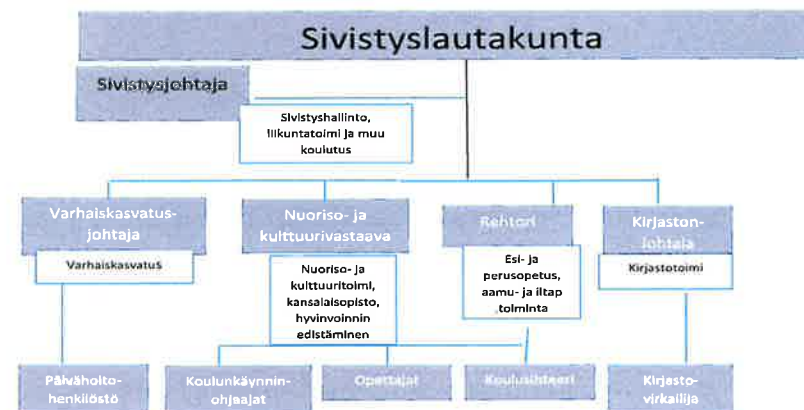 Sivistyslautakunta
Sivistysjohtaja
Sivistyshallinto,
liikuntatoimi ja muu
koulutus
Varhaiskasvatus-
johtaja
Varhaiskasvatus
Nuoriso- ja
kulttuurivastaava
Nuoriso- ja
kulttuuritoimi,
kansalaisopisto,
hyvinvoinnin
edistäminen
Rehtori
Esi- ja
perusopetus,
aamu- ja iltap
.toiminta
Kirjaston-
johtaja
Kirjastotoimi
Päivähoito-
henkilöstö
Koulunkäynnin-
ohjaajat
Opettajat
Koulusihteeri
Kirjasto-
virkailija